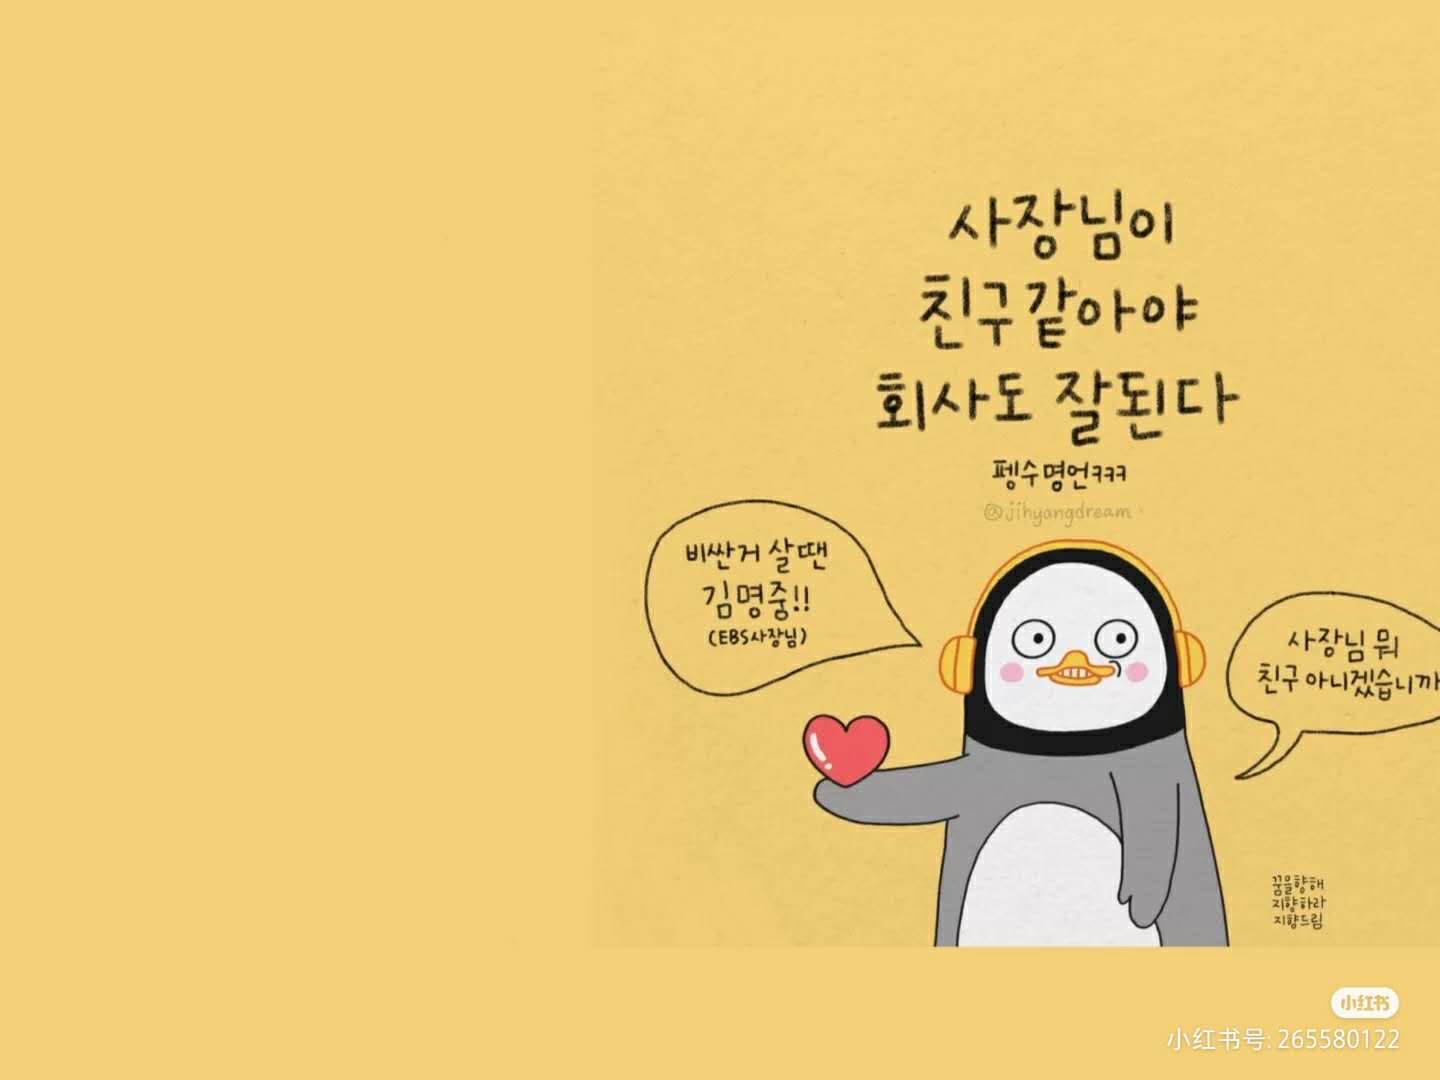 사장님이
친구같아야
회사도 잘된다
펭수명언ㅋㅋㅋ
@jihyangdream
비싼거 살땐
김명중!!
(EBS사장님)
사장님 뭐
친구 아니겠습니까
꿈을향해
지향하라
지향드림
小红书
小红书号: 265580122